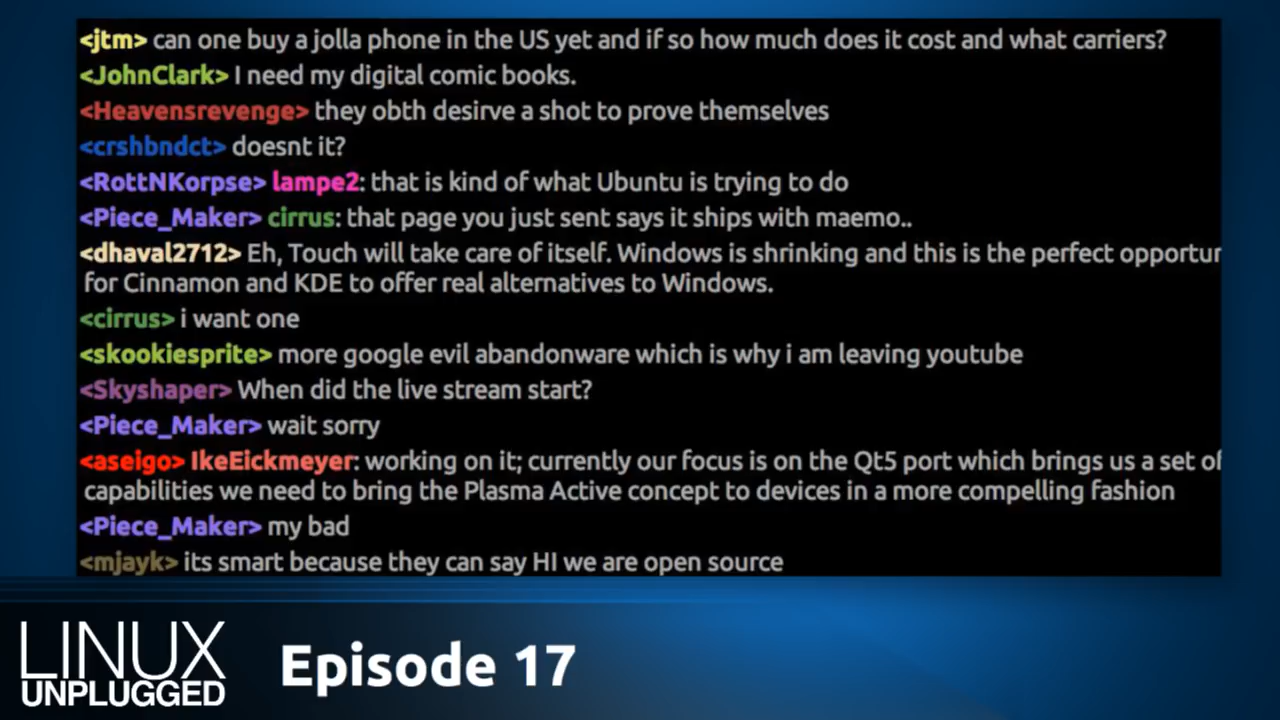 <jtm> can one buy a jolla phone in the US yet and if so how much does it cost and what carriers?
<JohnClark> I need my digital comic books.
<Heavensrevenge> they obth desirve a shot to prove themselves
<crshbndct> doesnt it?
<RottNKorpse> lampe2: that is kind of what Ubuntu is trying to do
<Piece_Maker> cirrus: that page you just sent says it ships with maemo..
<dhaval2712> Eh, Touch will take care of itself. Windows is shrinking and this is the perfect opportur
for Cinnamon and KDE to offer real alternatives to Windows.
<cirrus> i want one
<skookiesprite> more google evil abandonware which is why i am leaving youtube
<Skyshaper> When did the live stream start?
<Piece_Maker> wait sorry
<aseigo> IkeEickmeyer: working on it; currently our focus is on the Qt5 port which brings us a set of
capabilities we need to bring the Plasma Active concept to devices in a more compelling fashion
<Piece_Maker> my bad
<mjayk> its smart because they can say HI we are open source
LINUX
UNPLUGGED
Episode 17